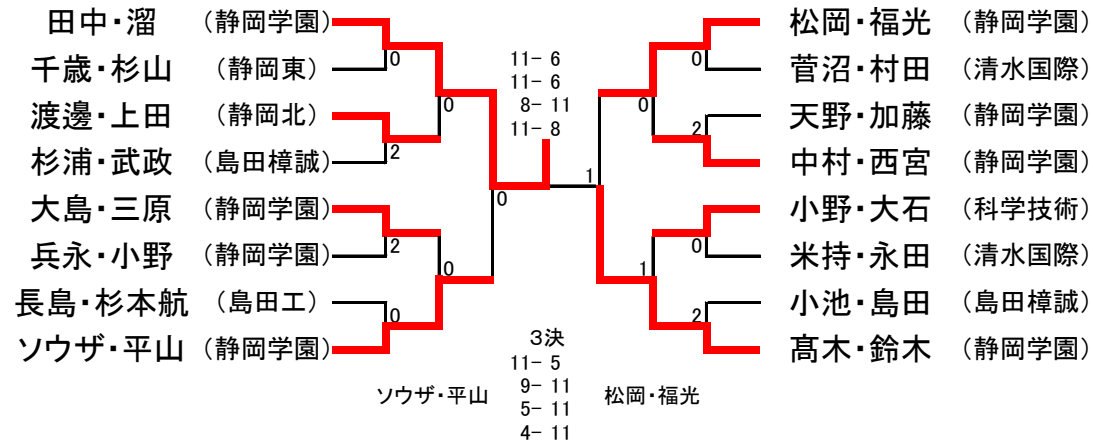 田中・溜 (静岡学園) 松岡・福光 (静岡学園)
0 11- 6 0
千歳・杉山 (静岡東) 11- 6 菅沼・村田 (清水国際)
0 8- 11 0
渡邊・上田 (静岡北) 11- 8 天野・加藤 (静岡学園)
2 2
杉浦・武政 (島田樟誠) 中村・西宮 (静岡学園)
1
大島・三原 (静岡学園) 0 小野・大石 (科学技術)
2 0
兵永・小野 (静岡学園) 米持・永田 (清水国際)
0 1
長島・杉本航 (島田工) 小池・島田 (島田樟誠)
0 2
ソウザ・平山 (静岡学園) 3決 髙木・鈴木 (静岡学園)
11- 5
ソウザ・平山 9- 11 松岡・福光
5- 11
4- 11